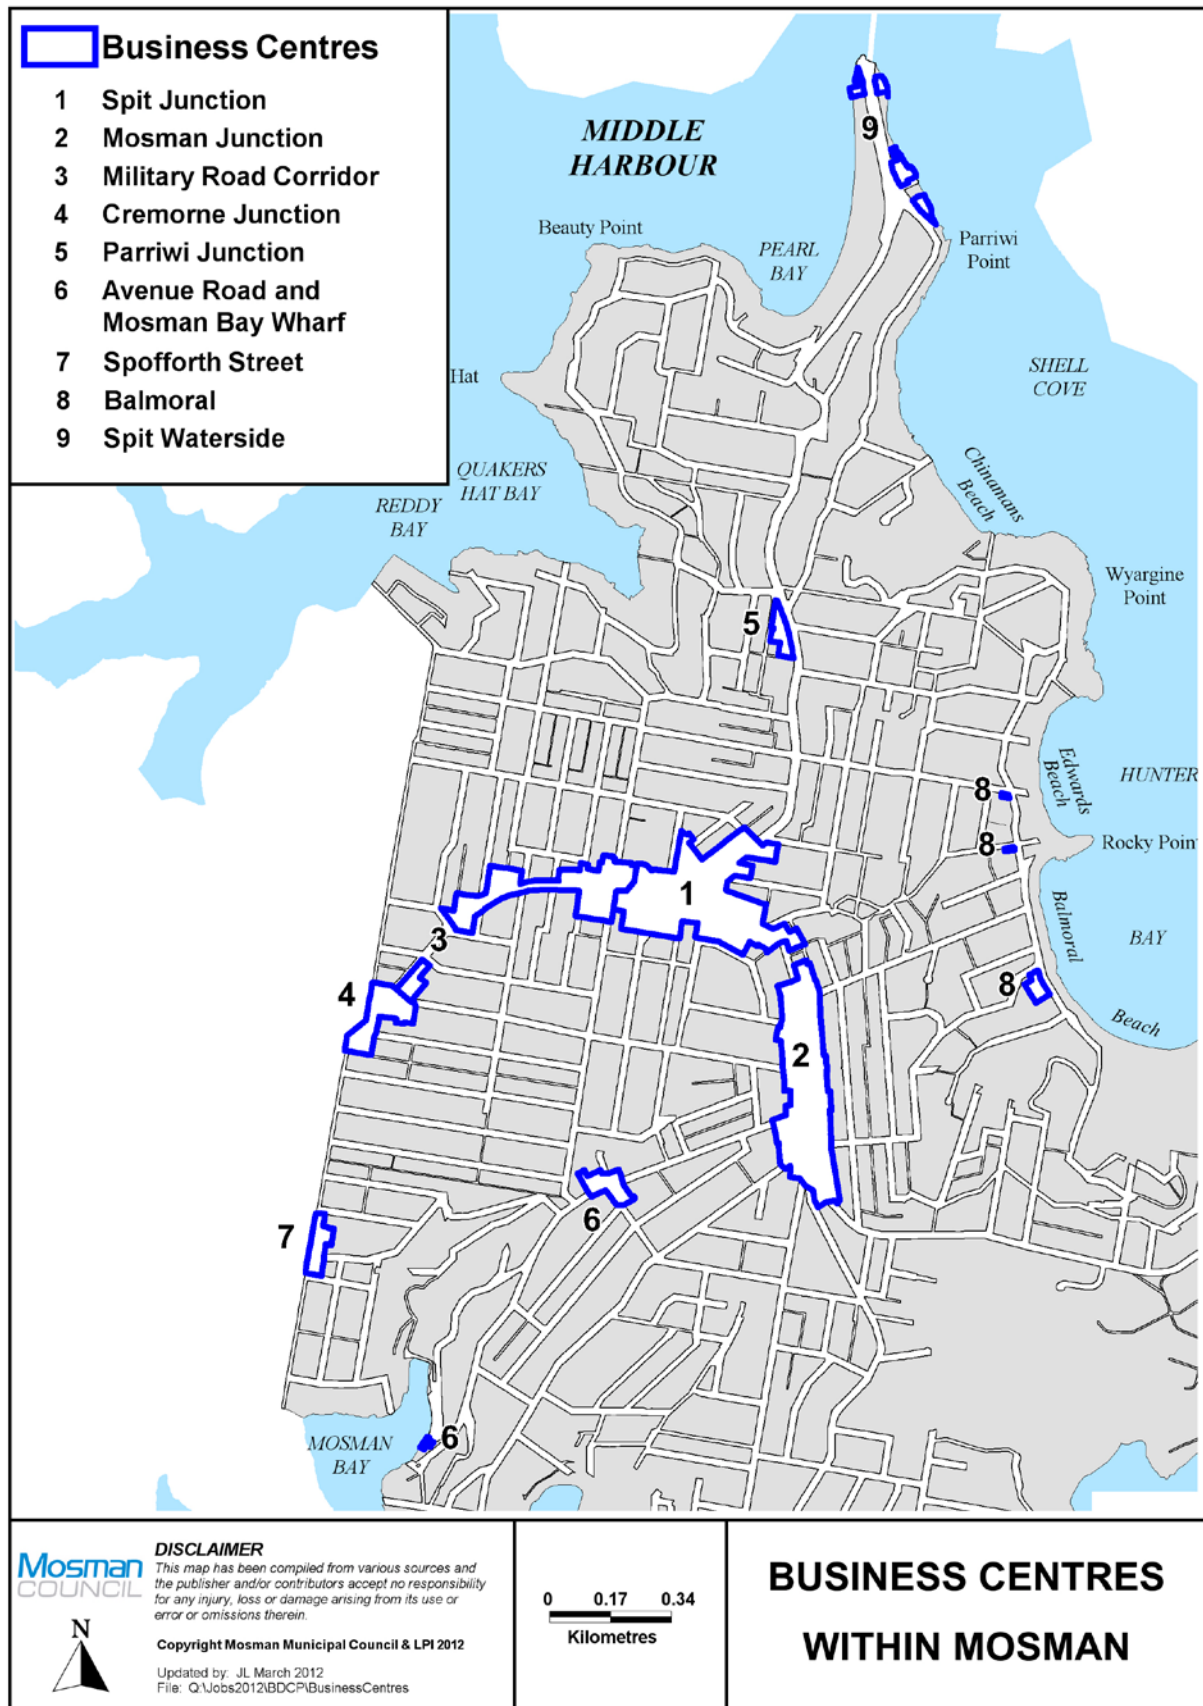 Business Centres
1 Spit Junction
2 Mosman Junction
3 Military Road Corridor
4 Cremorne Junction
5 Parriwi Junction
6 Avenue Road and
Mosman Bay Wharf
7 Spofforth Street
8 Balmoral
9 Spit Waterside
MIDDLE
HARBOUR
9
Beauty Point
PEARL
BAY
Parriwi
Point
Hat
SHELL
COVE
QUAKERS
HAT BAY
REDDY
BAY
Chinamans
Beach
Wyargine
Point
5
Edwards
Beach
HUNTER
8
8
Rocky Poin
1
Balmoral
Beach
BAY
3
4
8
2
6
7
6
MOSMAN
BAY
Mosman
COUNCIL
N
DISCLAIMER
This map has been compiled from various sources and
the publisher and/or contributors accept no responsibility
for any injury, loss or damage arising from its use or
error or omissions therein.
Copyright Mosman Municipal Council & LPI 2012
Updated by: JL March 2012
File: Q:\Jobs2012\BDCP\BusinessCentres
0 0.17 0.34
Kilometres
BUSINESS CENTRES
WITHIN MOSMAN